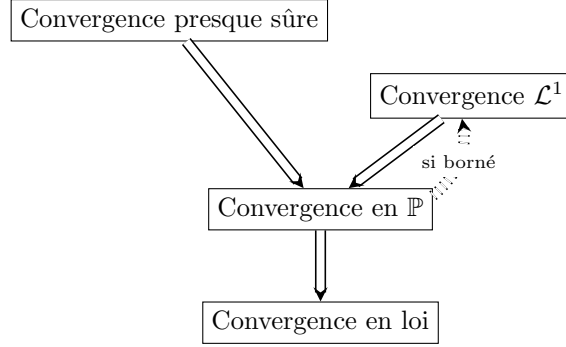 Convergence presque sûre
Convergence ℒ¹
si borné
Convergence en ℙ
Convergence en loi